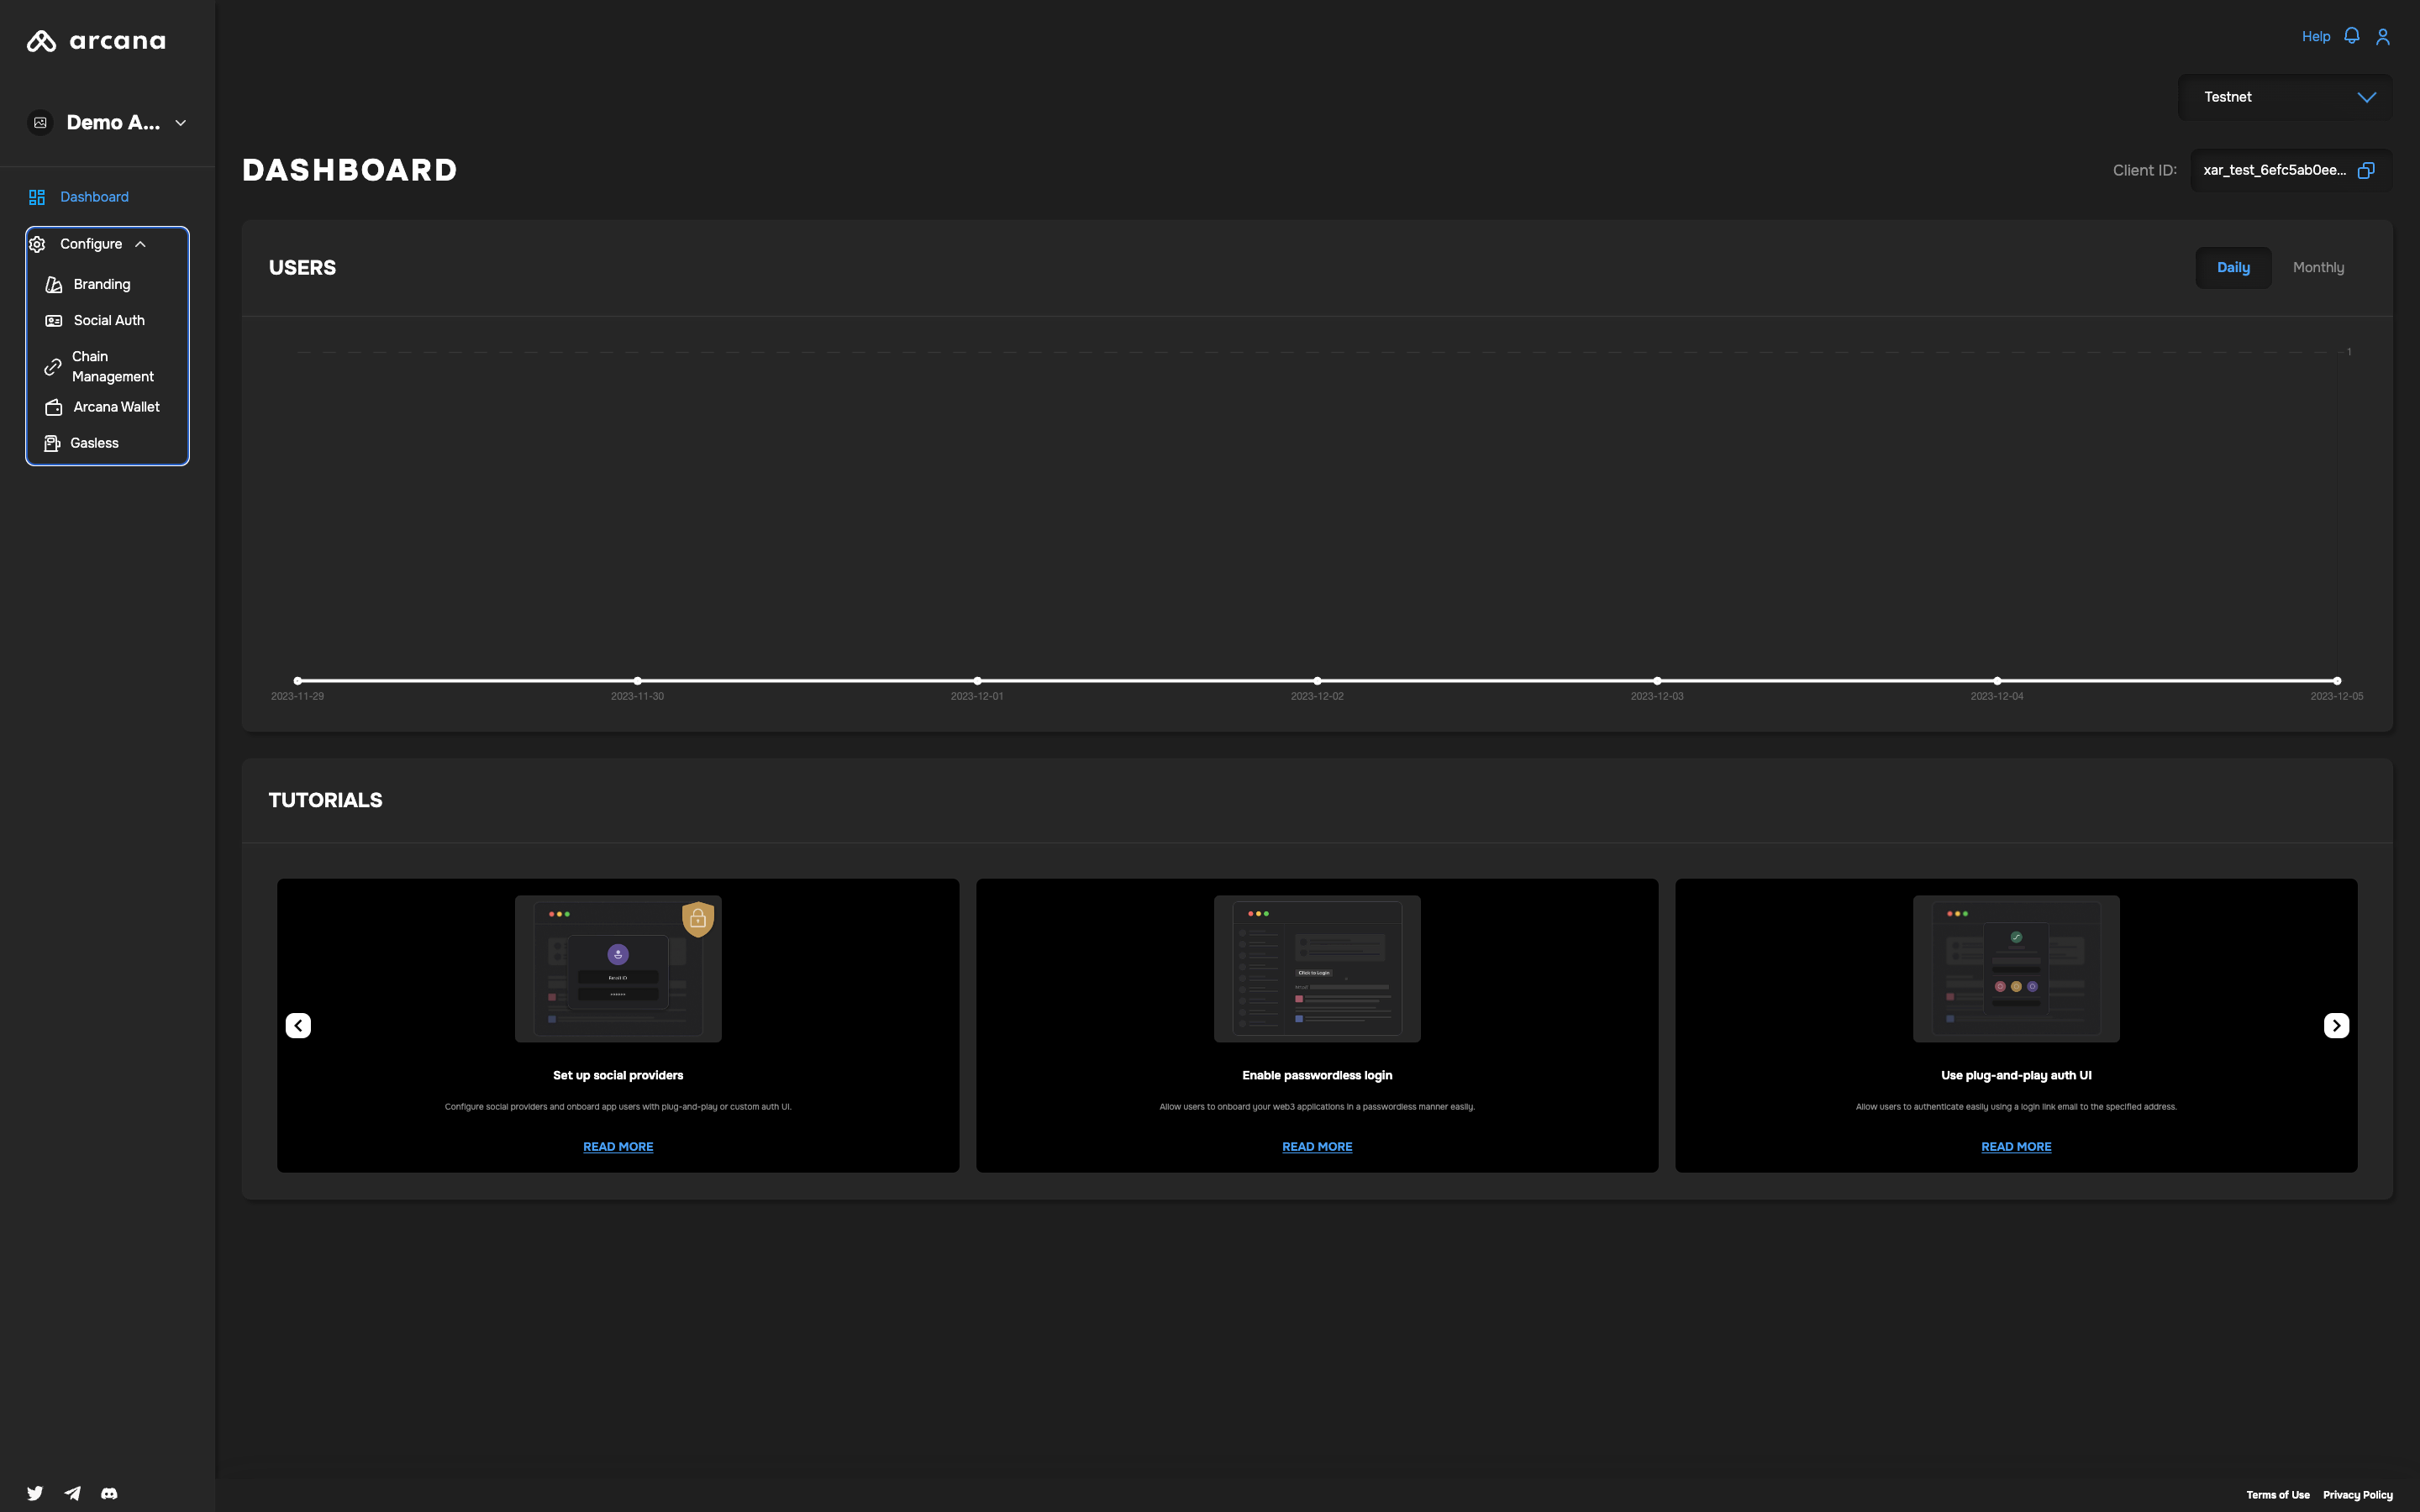 arcana
Demo A...
Dashboard
Configure
Branding
Social Auth
Chain
Management
Arcana Wallet
Gasless
Help
Testnet
DASHBOARD
Client ID:
xar_test_6efc5ab0ee...
USERS
Daily
Monthly
1
2023-11-29
2023-11-30
2023-12-01
2023-12-02
2023-12-03
2023-12-04
2023-12-05
TUTORIALS
Email ID
Set up social providers
Configure social providers and onboard app users with plug-and-play or custom auth UI.
READ MORE
Click to Login
Enable passwordless login
Allow users to onboard your web3 applications in a passwordless manner easily.
READ MORE
Use plug-and-play auth UI
Allow users to authenticate easily using a login link email to the specified address.
READ MORE
Terms of Use
Privacy Policy